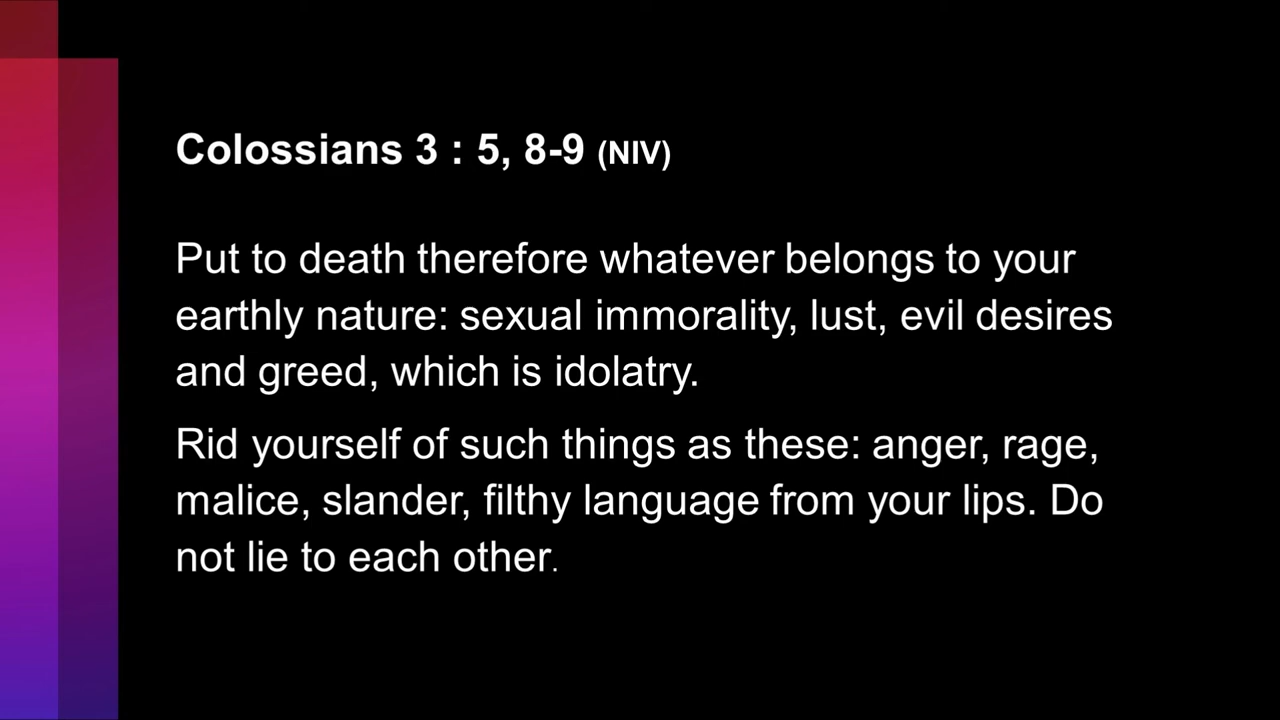 Colossians 3 : 5, 8-9 (NIV)
Put to death therefore whatever belongs to your
earthly nature: sexual immorality, lust, evil desires
and greed, which is idolatry.
Rid yourself of such things as these: anger, rage,
malice, slander, filthy language from your lips. Do
not lie to each other.